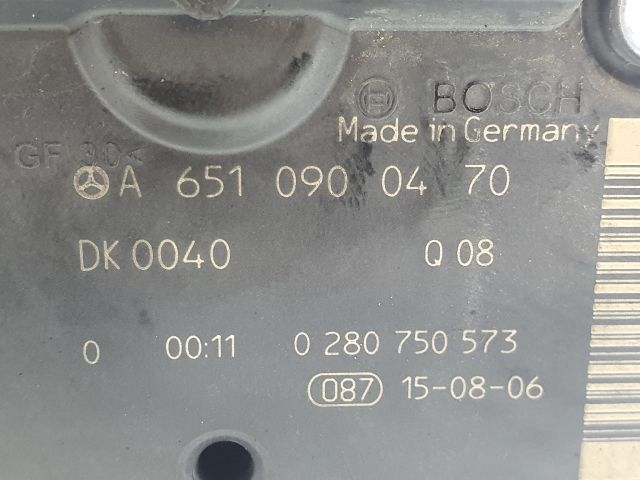 BOSCH
Made in Germany
GF 30<
A 651 090 04 70
DK 0040 Q 08
0 00:11 0 280 750 573
087 15-08-06